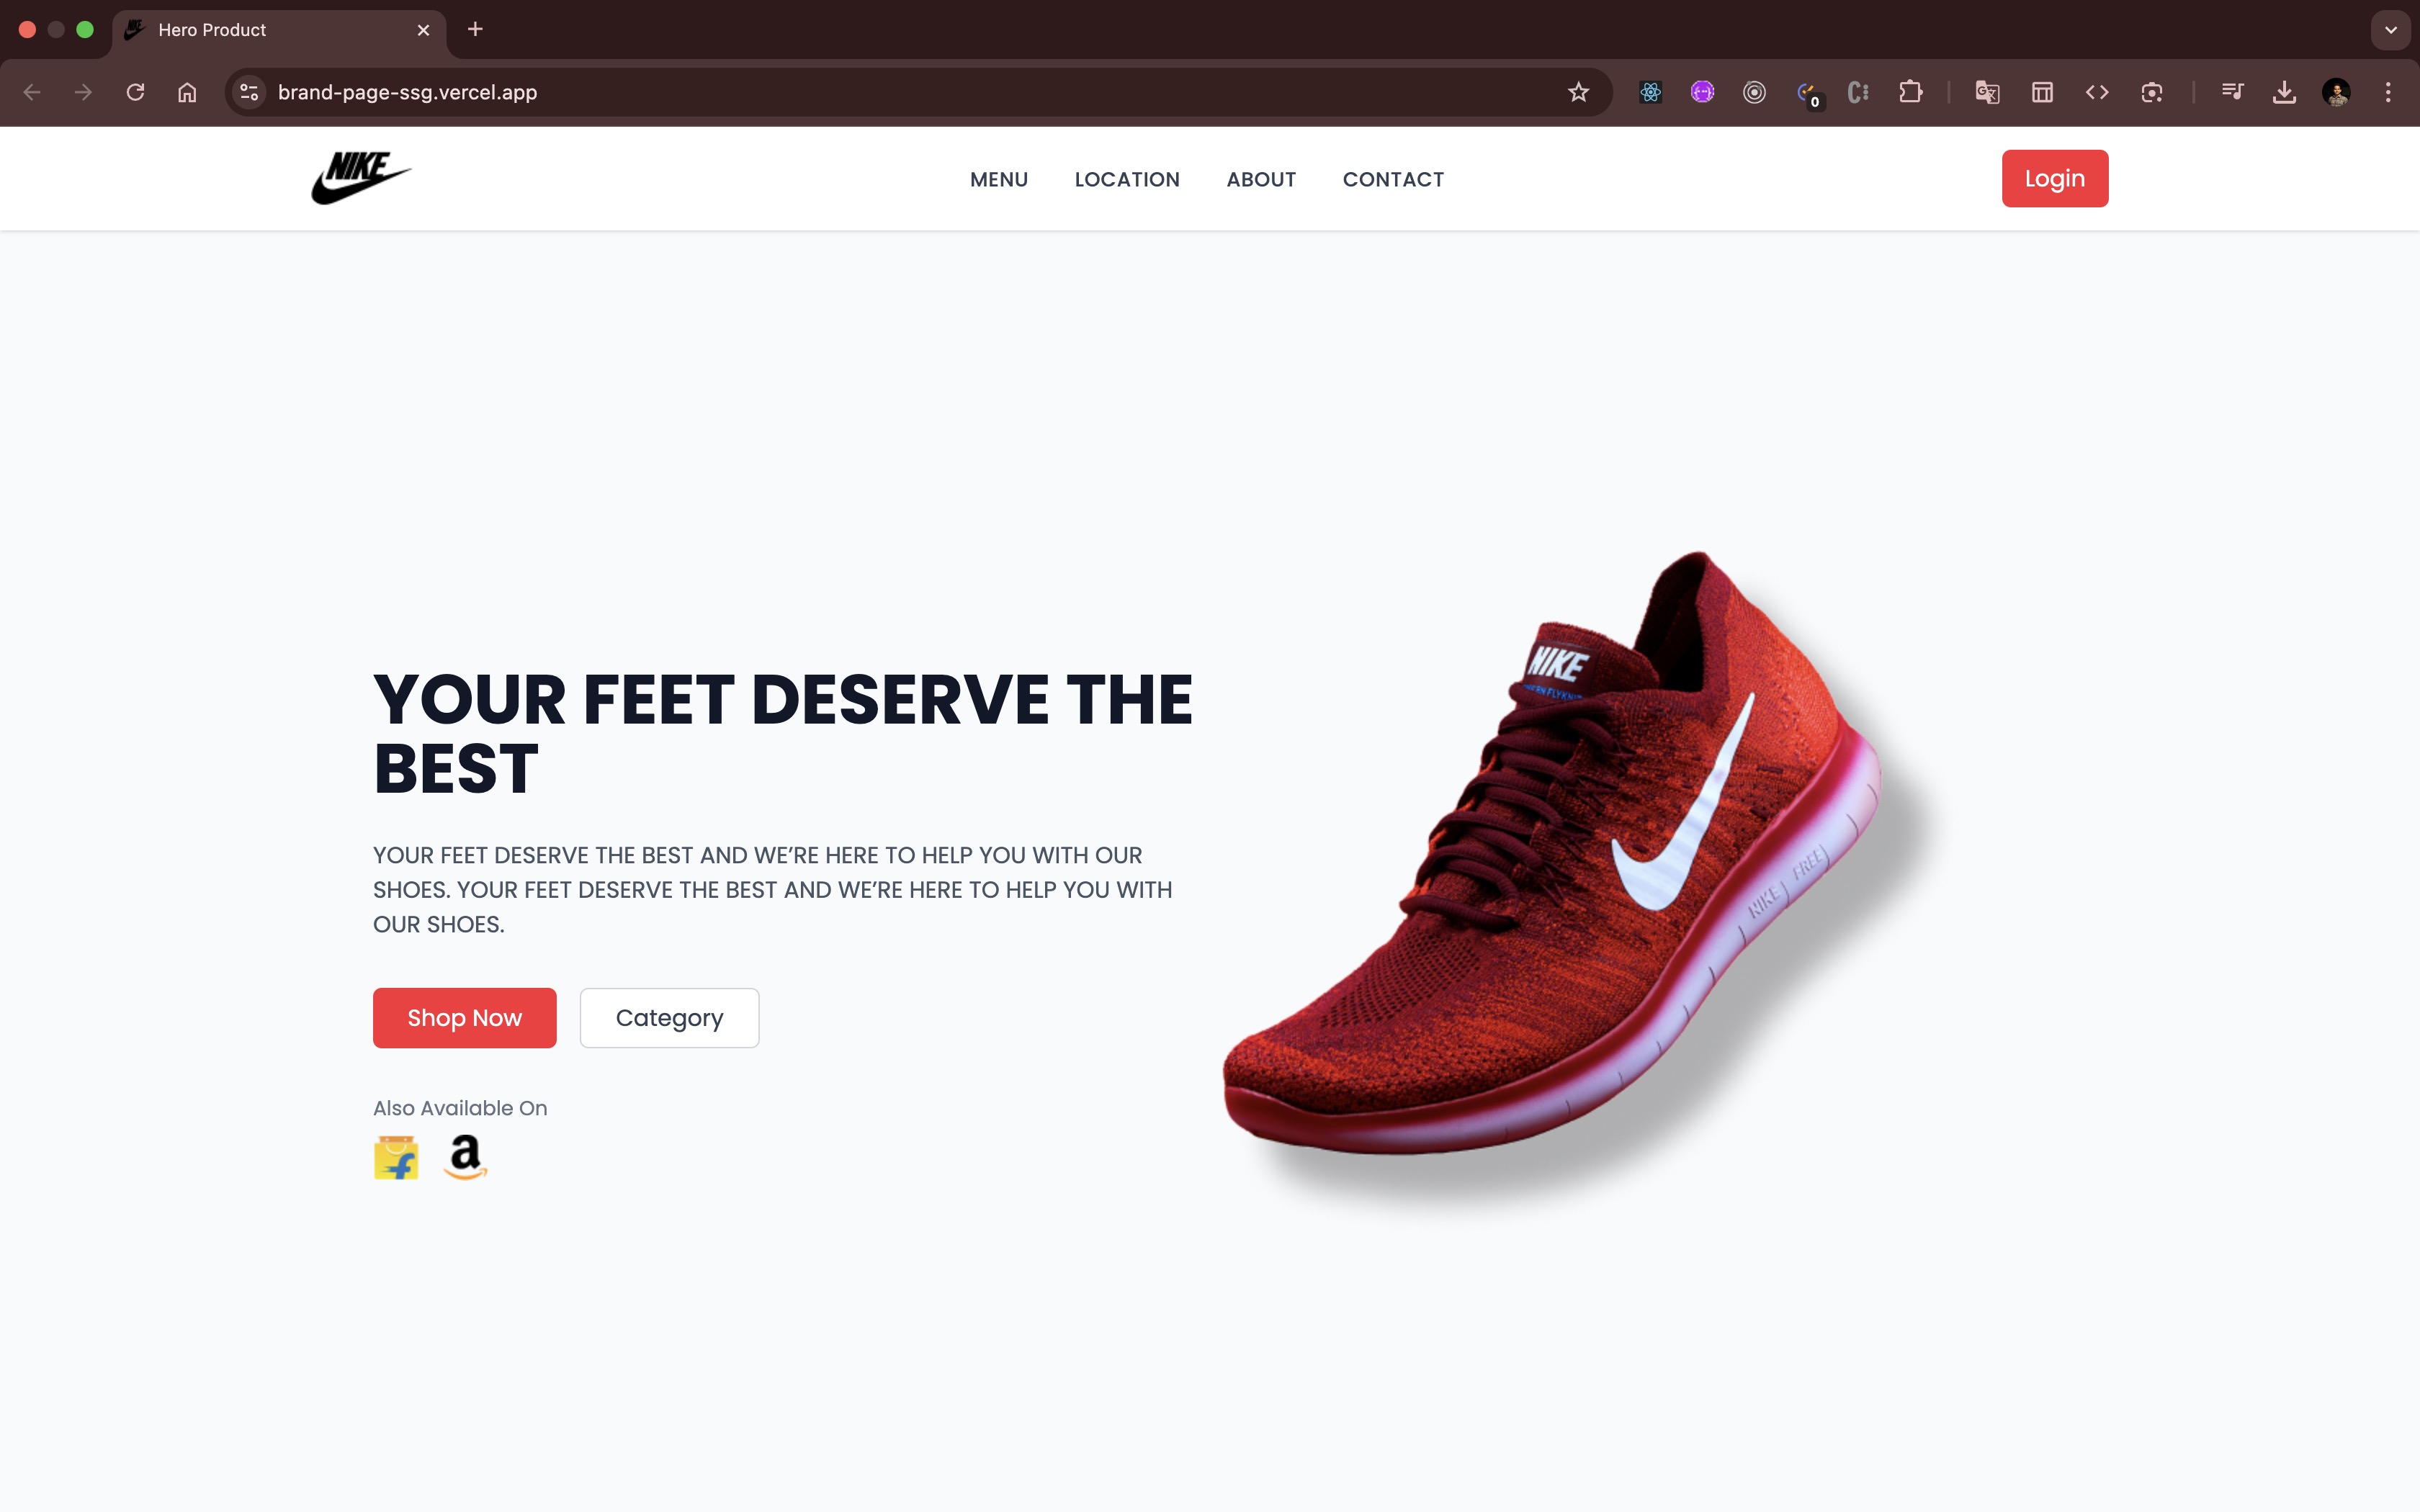 Hero Product
brand-page-ssg.vercel.app
0
NIKE
MENU
LOCATION
ABOUT
CONTACT
Login
YOUR FEET DESERVE THE
BEST
YOUR FEET DESERVE THE BEST AND WE’RE HERE TO HELP YOU WITH OUR
SHOES. YOUR FEET DESERVE THE BEST AND WE’RE HERE TO HELP YOU WITH
OUR SHOES.
Shop Now
Category
Also Available On
NIKE
NIKE FREE